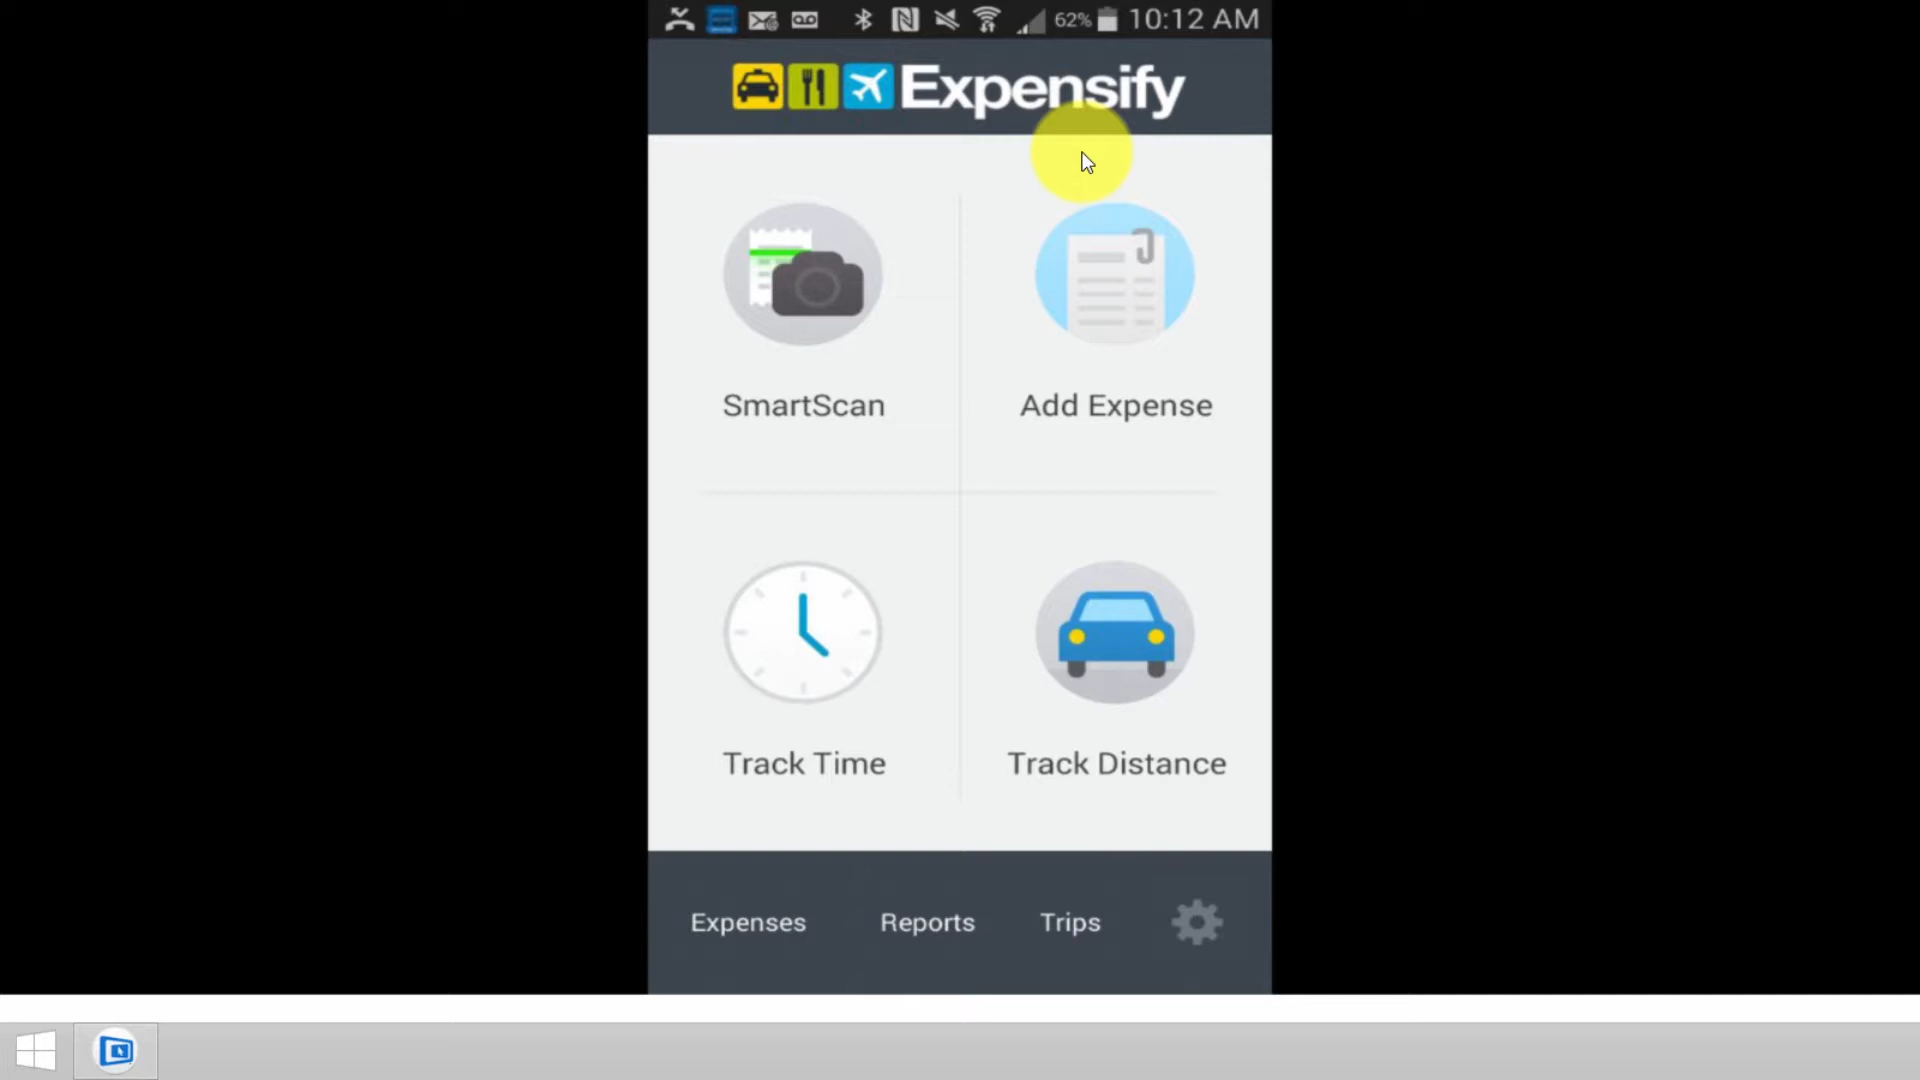 62% 10:12 AM
Expensify
SmartScan
Add Expense
Track Time
Track Distance
Expenses Reports Trips